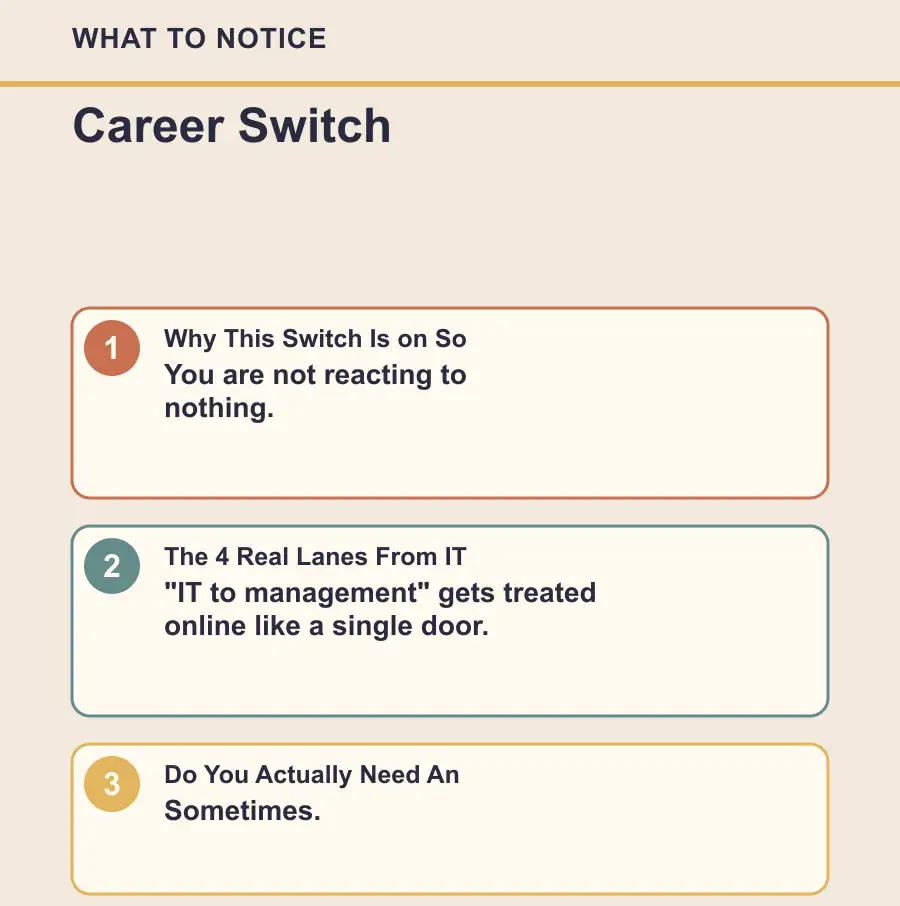 WHAT TO NOTICE
Career Switch
1
Why This Switch Is on So
You are not reacting to
nothing.
2
The 4 Real Lanes From IT
"IT to management" gets treated
online like a single door.
3
Do You Actually Need An
Sometimes.